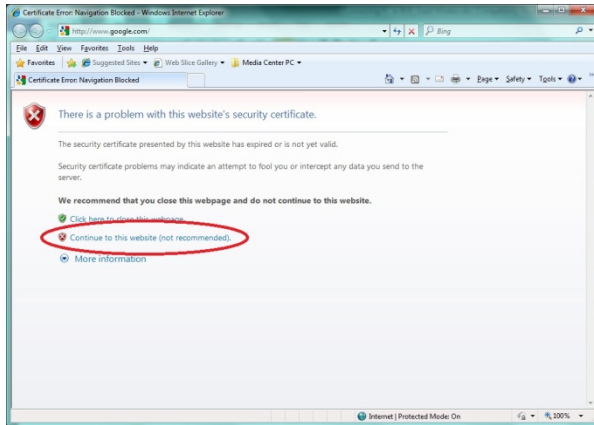 Certificate Error: Navigation Blocked - Windows Internet Explorer
http://www.google.com/
Bing
File Edit View Favorites Tools Help
Favorites Suggested Sites Web Slice Gallery Media Center PC
Certificate Error: Navigation Blocked
Page Safety Tools
There is a problem with this website's security certificate.
The security certificate presented by this website has expired or is not yet valid.
Security certificate problems may indicate an attempt to fool you or intercept any data you send to the
server.
We recommend that you close this webpage and do not continue to this website.
Click here to close this webpage.
Continue to this website (not recommended).
More information
Internet | Protected Mode: On
100%